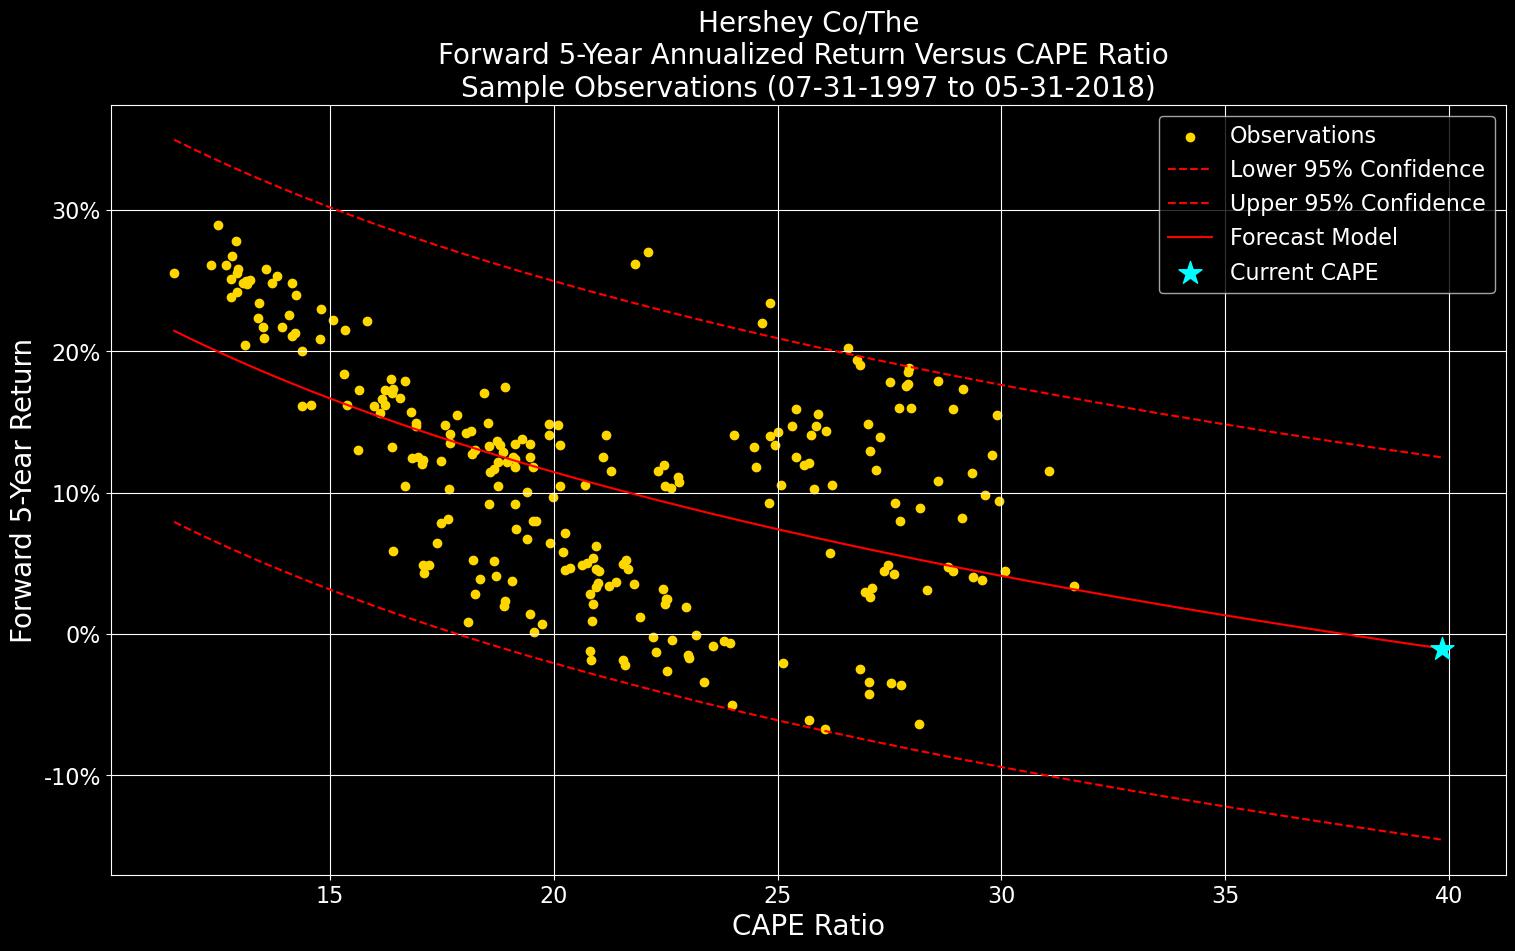 Hershey Co/The
Forward 5-Year Annualized Return Versus CAPE Ratio
Sample Observations (07-31-1997 to 05-31-2018)
Observations
Lower 95% Confidence
Upper 95% Confidence
Forecast Model
Current CAPE
Forward 5-Year Return
30%
20%
10%
0%
-10%
15 20 25 30 35 40
CAPE Ratio